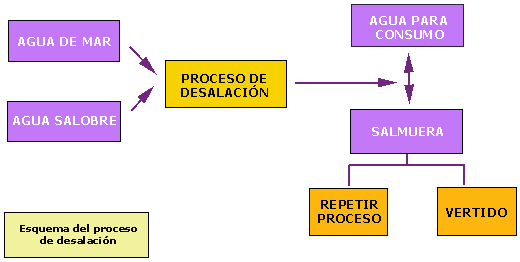 AGUA DE MAR
AGUA SALOBRE
PROCESO DE
DESALACIÓN
AGUA PARA
CONSUMO
SALMUERA
REPETIR
PROCESO
VERTIDO
Esquema del proceso
de desalación